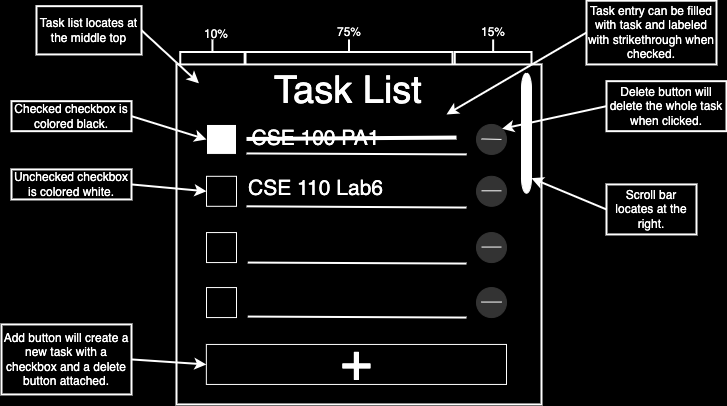 Task list locates at
the middle top
10%
75%
15%
Task entry can be filled
with task and labeled
with strikethrough when
checked.
Task List
Delete button will
delete the whole task
when clicked.
Checked checkbox is
colored black.
CSE 100 PA1
Unchecked checkbox
is colored white.
CSE 110 Lab6
Scroll bar
locates at the
right.
Add button will create a
new task with a
checkbox and a delete
button attached.